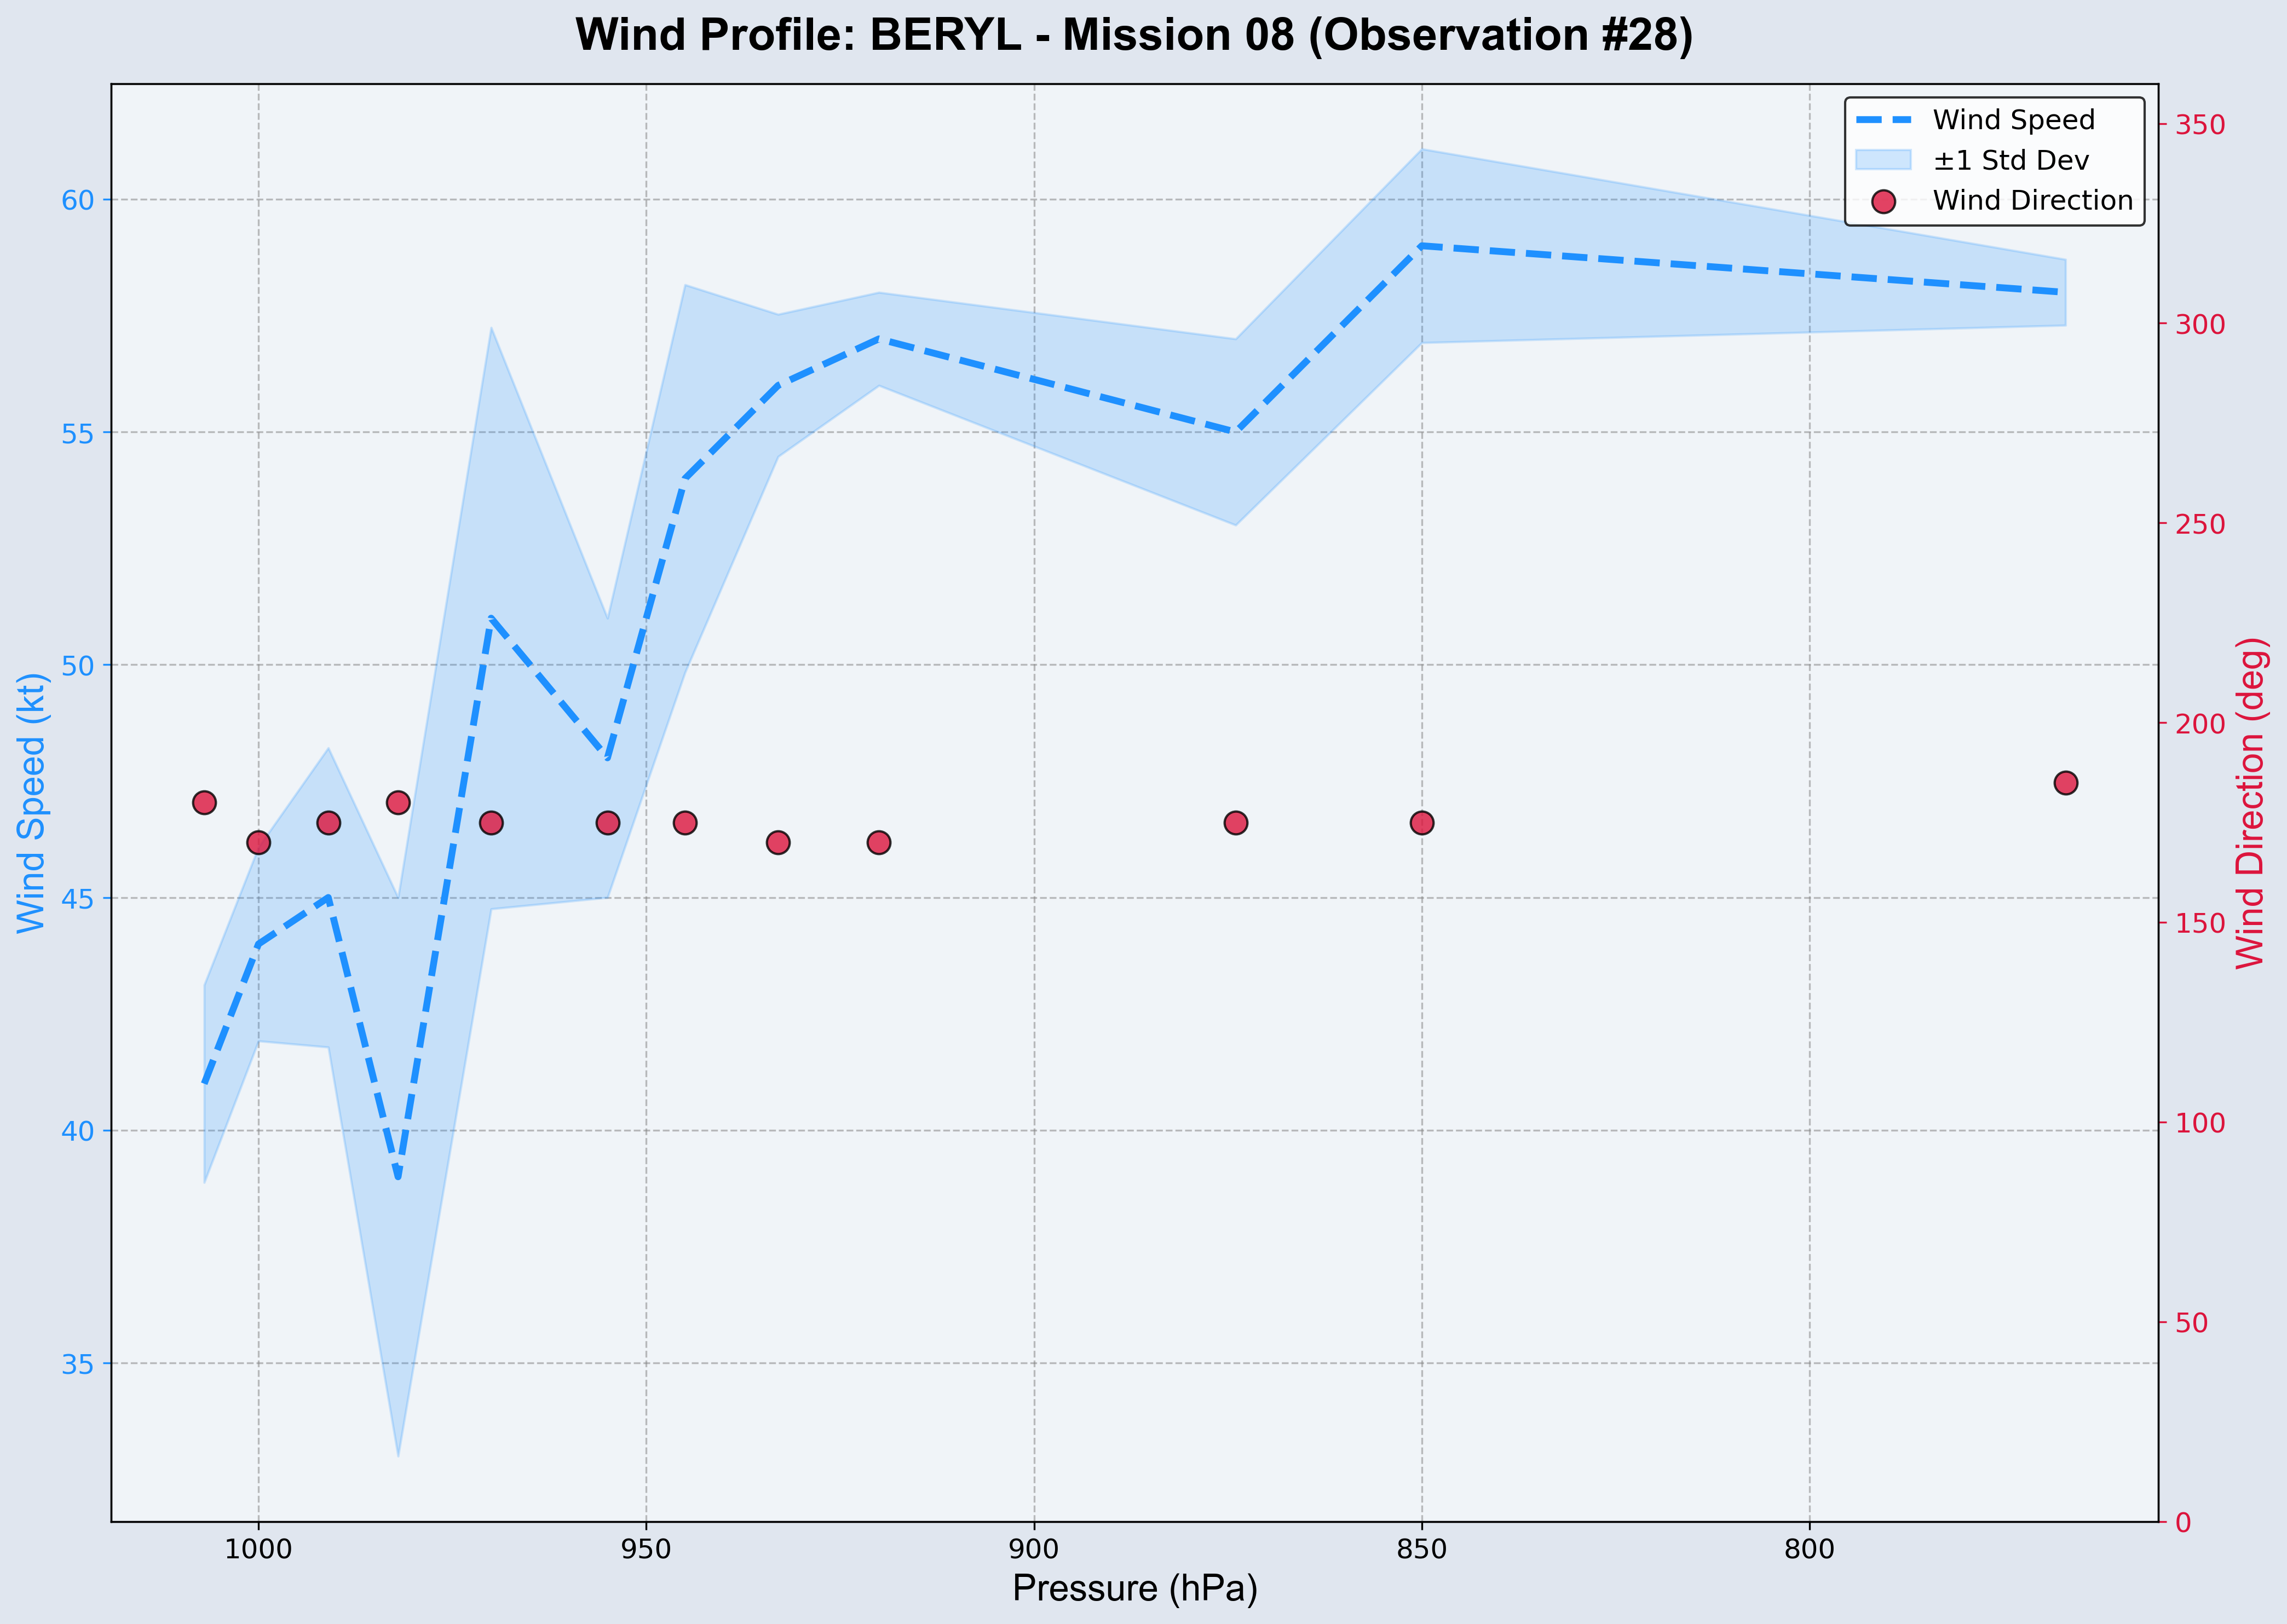 Wind Profile: BERYL - Mission 08 (Observation #28)
Wind Speed
±1 Std Dev
Wind Direction
60
55
50
45
40
35
Wind Speed (kt)
350
300
250
200
150
100
50
0
Wind Direction (deg)
1000
950
900
850
800
Pressure (hPa)